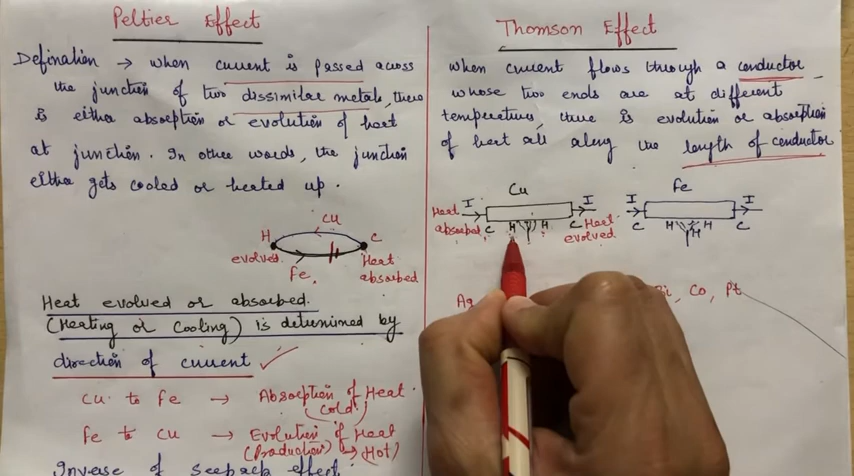 Peltier Effect
Defination → when current is passed across
the junction of two dissimilar metals, there
is either absorption or evolution of heat
at junction. In other words, the junction
either gets cooled or heated up.
Cu
H C
evolved Heat
Fe absorbed
Heat evolved or absorbed.
(Heating or Cooling) is determined by
direction of current
Cu to Fe → Absorption of Heat.
(cold)
Fe to Cu → Evolution of Heat
(Production) → (Hot)
Inverse of seeback effect.
Thomson Effect
when current flows through a conductor
whose two ends are at different
temperature, there is evolution or absorption
of heat all along the length of conductor
Cu Fe
I I I I
Heat absorbed C H H C Heat evolved
C H H H C
Ag Co, Pt